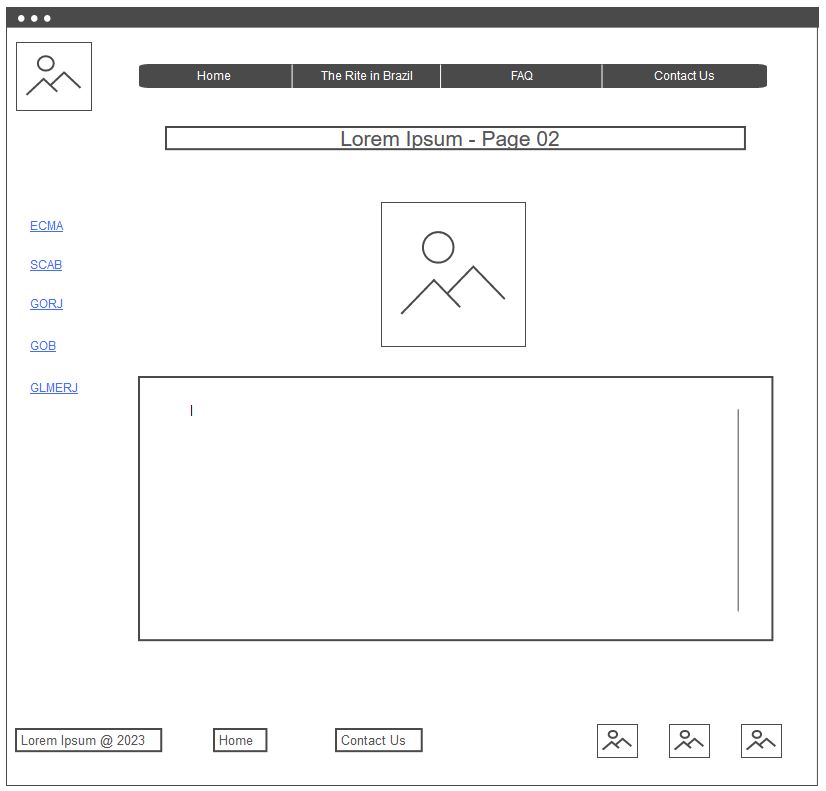 Home
The Rite in Brazil
FAQ
Contact Us
Lorem Ipsum - Page 02
ECMA
SCAB
GORJ
GOB
GLMERJ
Lorem Ipsum @ 2023
Home
Contact Us